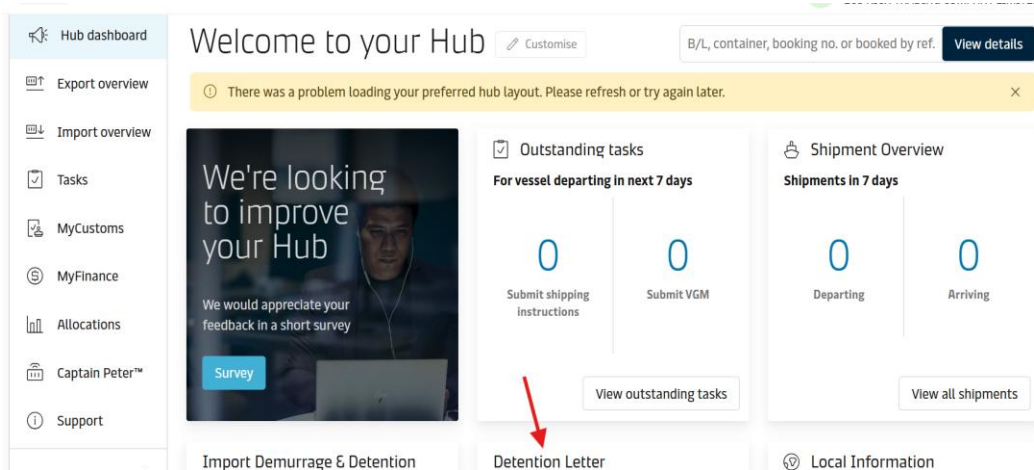 Hub dashboard
Export overview
Import overview
Tasks
MyCustoms
MyFinance
Allocations
Captain Peter™
Support
Welcome to your Hub
Customise
B/L, container, booking no. or booked by ref.
View details
There was a problem loading your preferred hub layout. Please refresh or try again later.
We're looking
to improve
your Hub
We would appreciate your
feedback in a short survey
Survey
Outstanding tasks
For vessel departing in next 7 days
0
Submit shipping
instructions
0
Submit VGM
View outstanding tasks
Shipment Overview
Shipments in 7 days
0
Departing
0
Arriving
View all shipments
Import Demurrage & Detention
Detention Letter
Local Information